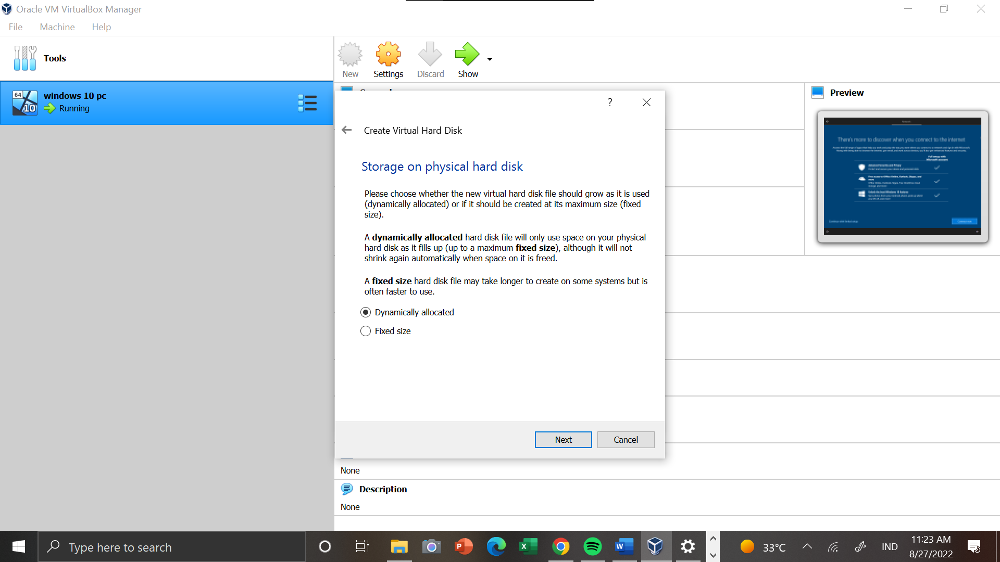 Oracle VM VirtualBox Manager
File Machine Help
Tools
New Settings Discard Show
64
10
windows 10 pc
Running
Preview
There's more to discover when you connect to the internet
?
Create Virtual Hard Disk
Storage on physical hard disk
Please choose whether the new virtual hard disk file should grow as it is used
(dynamically allocated) or if it should be created at its maximum size (fixed
size).
A dynamically allocated hard disk file will only use space on your physical
hard disk as it fills up (up to a maximum fixed size), although it will not
shrink again automatically when space on it is freed.
A fixed size hard disk file may take longer to create on some systems but is
often faster to use.
Dynamically allocated
Fixed size
Next Cancel
None
Description
None
Type here to search
33°C
IND
11:23 AM
8/27/2022